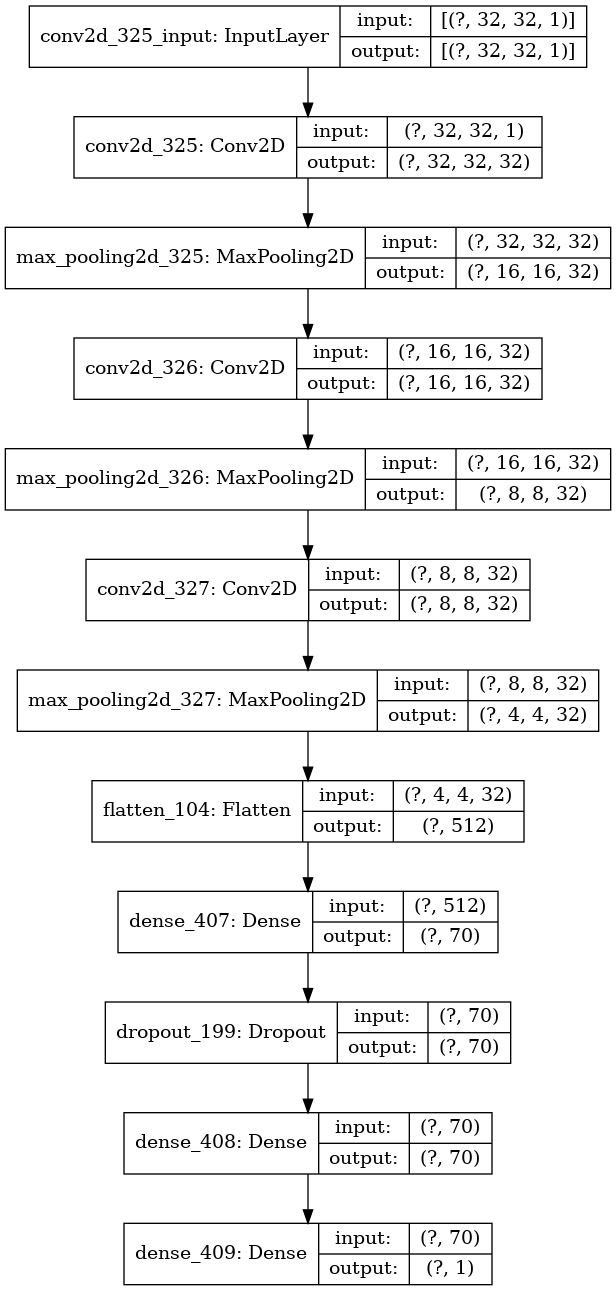 conv2d_325_input: InputLayer
input: [(?, 32, 32, 1)]
output: [(?, 32, 32, 1)]
conv2d_325: Conv2D
input: (?, 32, 32, 1)
output: (?, 32, 32, 32)
max_pooling2d_325: MaxPooling2D
input: (?, 32, 32, 32)
output: (?, 16, 16, 32)
conv2d_326: Conv2D
input: (?, 16, 16, 32)
output: (?, 16, 16, 32)
max_pooling2d_326: MaxPooling2D
input: (?, 16, 16, 32)
output: (?, 8, 8, 32)
conv2d_327: Conv2D
input: (?, 8, 8, 32)
output: (?, 8, 8, 32)
max_pooling2d_327: MaxPooling2D
input: (?, 8, 8, 32)
output: (?, 4, 4, 32)
flatten_104: Flatten
input: (?, 4, 4, 32)
output: (?, 512)
dense_407: Dense
input: (?, 512)
output: (?, 70)
dropout_199: Dropout
input: (?, 70)
output: (?, 70)
dense_408: Dense
input: (?, 70)
output: (?, 70)
dense_409: Dense
input: (?, 70)
output: (?, 1)